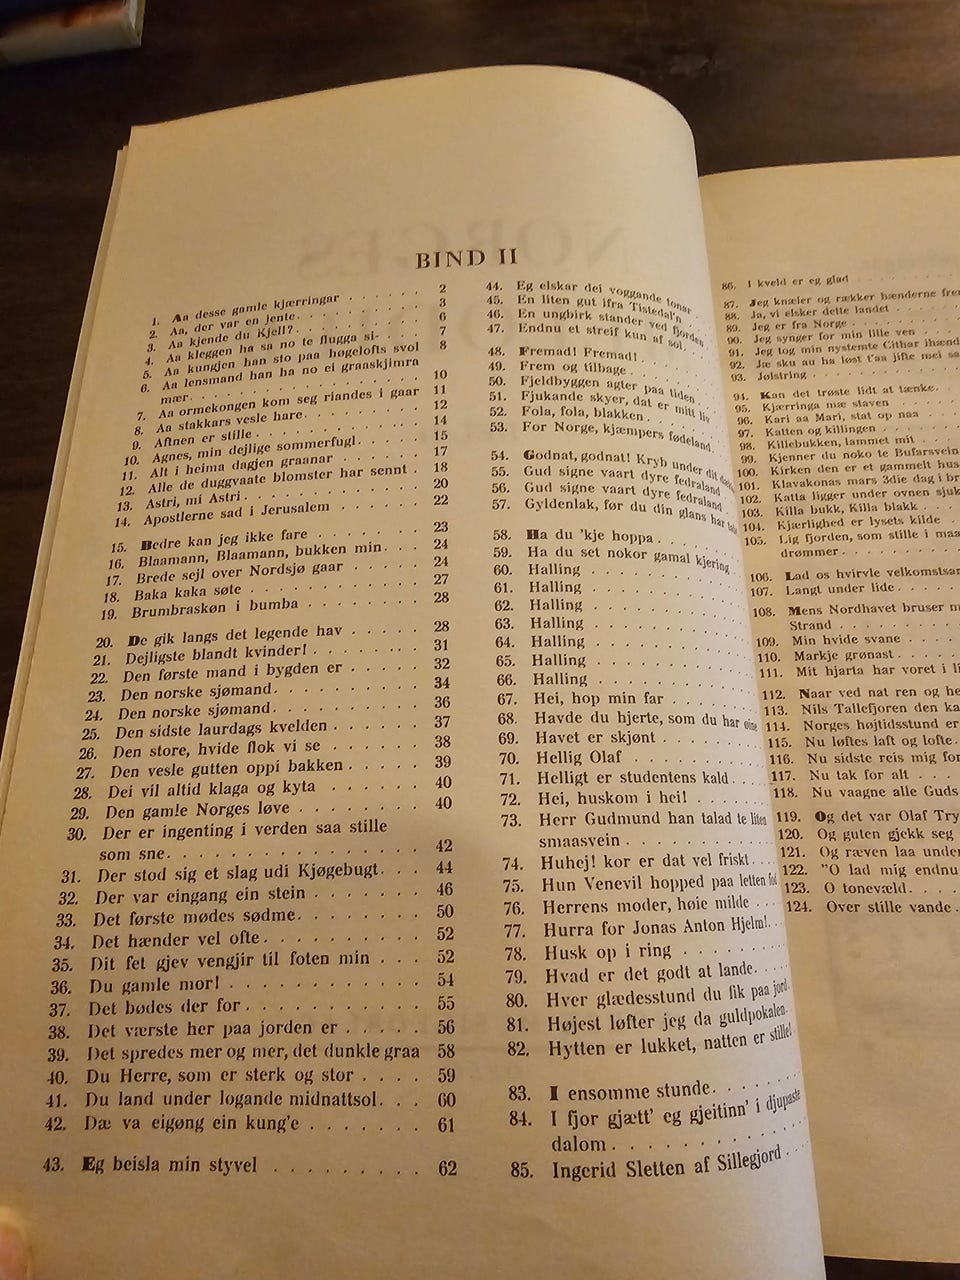 BIND II
1. Aa desse gamle kjærringar . . . . . . 2
2. Aa, der var en jente. . . . . . . . . 3
3. Aa kjende du Kjell? . . . . . . . . . 6
4. Aa kleggen ha sa no te flugga si- . . 7
5. Aa kungjen han sto paa høgelofts svol 8
6. Aa lensmand han ha no ei graaskjimra
mær. . . . . . . . . . . . . . 10
7. Aa ormekongen kom seg riandes i gaar 11
8. Aa stakkars vesle hare. . . . . . . . 12
9. Aftnen er stille . . . . . . . . . . 14
10. Agnes, min dejlige sommerfugl. . . . 15
11. Alt i heima dagjen graanar . . . . . 17
12. Alle de duggvaate blomster har sennt . 18
13. Astri, mi Astri. . . . . . . . . . . 20
14. Apostlerne sad i Jerusalem . . . . . 22
15. Bedre kan jeg ikke fare . . . . . . 23
16. Blaamann, Blaamann, bukken min. . . 24
17. Brede sejl over Nordsjø gaar . . . . 24
18. Baka kaka søte . . . . . . . . . . 27
19. Brumbraskøn i bumba . . . . . . . 28
20. De gik langs det legende hav . . . . . 28
21. Dejligste blandt kvinder! . . . . . . 31
22. Den første mand i bygden er . . . . 32
23. Den norske sjømand. . . . . . . . . 34
24. Den norske sjømand. . . . . . . . . 36
25. Den sidste laurdags kvelden . . . . . 37
26. Den store, hvide flok vi se . . . . . 38
27. Den vesle gutten oppi bakken . . . . 39
28. Dei vil altid klaga og kyta . . . . . 40
29. Den gamle Norges løve . . . . . . . 40
30. Der er ingenting i verden saa stille
som sne. . . . . . . . . . . . . 42
31. Der stod sig et slag udi Kjøgebugt. . . 44
32. Der var eingang ein stein . . . . . . 46
33. Det første mødes sødme. . . . . . . 50
34. Det hænder vel ofte. . . . . . . . . 52
35. Dit fet gjev vengjir til foten min . . . 52
36. Du gamle mor! . . . . . . . . . . 54
37. Det bødes der for . . . . . . . . . 55
38. Det værste her paa jorden er . . . . . 56
39. Det spredes mer og mer, det dunkle graa 58
40. Du Herre, som er sterk og stor . . . . 59
41. Du land under logande midnattsol. . . 60
42. Dæ va eigøng ein kung'e . . . . . . . 61
43. Eg beisla min styvel . . . . . . . . 62
44. Eg elskar dei voggande tonar
45. En liten gut ifra Tistedal'n
46. En ungbirk stander ved fjorden
47. Endnu et streif kun af sol.
48. Fremad! Fremad!. . . . . . .
49. Frem og tilbage. . . . . . .
50. Fjeldbyggen agter paa tiden .
51. Fjukande skyer, dat er mitt liv
52. Fola, fola, blakken. . . . . .
53. For Norge, kjæmpers fødeland.
54. Godnat, godnat! Kryb under dit
55. Gud signe vaart dyre fedraland
56. Gud signe vaart dyre fedraland
57. Gyldenlak, før du din glans har
58. Ha du 'kje hoppa . . . . . . .
59. Ha du set nokor gamal kjering
60. Halling . . . . . . . . . .
61. Halling . . . . . . . . . .
62. Halling . . . . . . . . . .
63. Halling . . . . . . . . . .
64. Halling . . . . . . . . . .
65. Halling . . . . . . . . . .
66. Halling . . . . . . . . . .
67. Hei, hop min far . . . . . .
68. Havde du hjerte, som du har øine
69. Havet er skjønt . . . . . .
70. Hellig Olaf . . . . . . . .
71. Helligt er studentens kald. . .
72. Hei, huskom i hei! . . . . .
73. Herr Gudmund han talad te liten
smaasvein . . . . . . . . .
74. Huhej! kor er dat vel friskt. . .
75. Hun Venevil hopped paa letten fod
76. Herrens moder, høie milde . . .
77. Hurra for Jonas Anton Hjelm!. .
78. Husk op i ring . . . . . . .
79. Hvad er det godt at lande. . . .
80. Hver glædesstund du fik paa jord.
81. Højest løfter jeg da guldpokalen.
82. Hytten er lukket, natten er stille!
83. I ensomme stunde. . . . . . .
84. I fjor gjætt' eg gjeitinn' i djupaste
dalom . . . . . . . . . . .
85. Ingerid Sletten af Sillegjord . . .
86. I kveld er eg glad . . . . . .
87. Jeg knæler og rækker hænderne
88. Ja, vi elsker dette landet . . .
89. Jeg er fra Norge . . . . . . .
90. Jeg synger for min lille ven . .
91. Jeg tog min nystemte Cithar ihænd
92. Jæ sku au ha løst t'aa jifte mei
93. Jølstring . . . . . . . . . .
94. Kan det trøste lidt at tænke. . .
95. Kjærringa mæ staven . . . . .
96. Kari aa Mari, stat op naa . . .
97. Katten og killingen . . . . . .
98. Killebukken, lammet mit . . . .
99. Kjenner du noko te Bufarsvein
100. Kirken den er et gammelt hus
101. Klavakonas mars 3die dag i
102. Katta ligger under ovnen
103. Killa bukk, Killa blakk . . . .
104. Kjærlighed er lysets kilde . . .
105. Lig fjorden, som stille i
drømmer . . . . . . . . .
106. Lad os hvirvle velkomstsan
107. Langt under lide. . . . . .
108. Mens Nordhavet bruser
Strand . . . . . . . . .
109. Min hvide svane . . . . . .
110. Markje grønast . . . . . . .
111. Mit hjarta har voret i
112. Naar ved nat ren og
113. Nils Tallefjoren den
114. Norges højtidsstund er
115. Nu løftes laft og lofte. .
116. Nu sidste reis mig for
117. Nu tak for alt . . . .
118. Nu vaagne alle Guds
119. Og det var Olaf
120. Og guten gjekk seg
121. Og ræven laa under
122. "O lad mig endnu
123. O tonevæld. . . . .
124. Over stille vande. . .